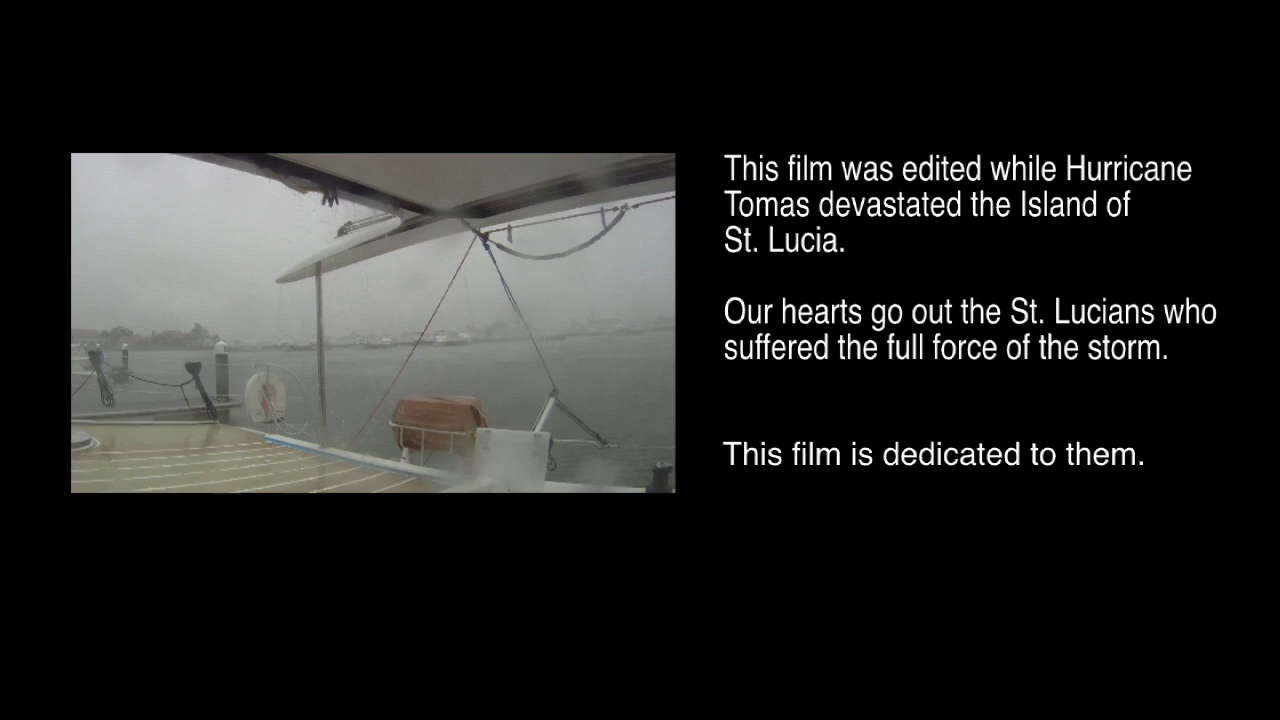 This film was edited while Hurricane
Tomas devastated the Island of
St. Lucia.
Our hearts go out the St. Lucians who
suffered the full force of the storm.
This film is dedicated to them.